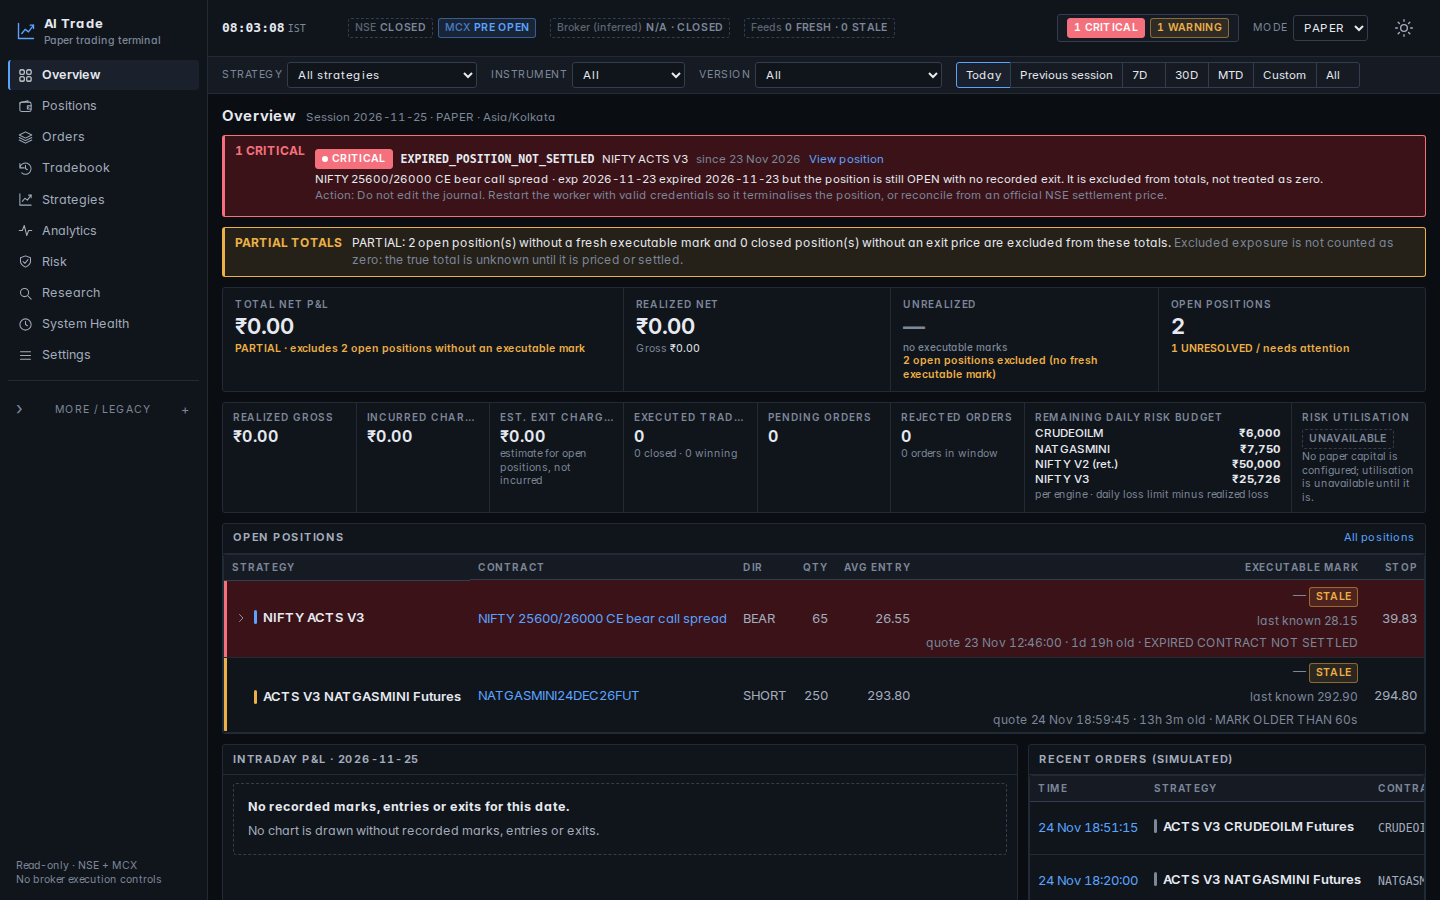 AI Trade
Paper trading terminal
Overview
Positions
Orders
Tradebook
Strategies
Analytics
Risk
Research
System Health
Settings
MORE / LEGACY +
Read-only · NSE + MCX
No broker execution controls
08:03:08 IST
NSE CLOSED
MCX PRE OPEN
Broker (inferred) N/A · CLOSED
Feeds 0 FRESH · 0 STALE
1 CRITICAL
1 WARNING
MODE PAPER
STRATEGY All strategies
INSTRUMENT All
VERSION All
Today
Previous session
7D
30D
MTD
Custom
All
Overview Session 2026-11-25 · PAPER · Asia/Kolkata
1 CRITICAL
CRITICAL EXPIRED_POSITION_NOT_SETTLED NIFTY ACTS V3 since 23 Nov 2026 View position
NIFTY 25600/26000 CE bear call spread · exp 2026-11-23 expired 2026-11-23 but the position is still OPEN with no recorded exit. It is excluded from totals, not treated as zero.
Action: Do not edit the journal. Restart the worker with valid credentials so it terminalises the position, or reconcile from an official NSE settlement price.
PARTIAL TOTALS PARTIAL: 2 open position(s) without a fresh executable mark and 0 closed position(s) without an exit price are excluded from these totals. Excluded exposure is not counted as
zero: the true total is unknown until it is priced or settled.
TOTAL NET P&L
₹0.00
PARTIAL · excludes 2 open positions without an executable mark
REALIZED NET
₹0.00
Gross ₹0.00
UNREALIZED
—
no executable marks
2 open positions excluded (no fresh
executable mark)
OPEN POSITIONS
2
1 UNRESOLVED / needs attention
REALIZED GROSS
₹0.00
INCURRED CHAR...
₹0.00
EST. EXIT CHARG...
₹0.00
estimate for open
positions, not
incurred
EXECUTED TRAD...
0
0 closed · 0 winning
PENDING ORDERS
0
REJECTED ORDERS
0
0 orders in window
REMAINING DAILY RISK BUDGET
CRUDEOILM ₹6,000
NATGASMINI ₹7,750
NIFTY V2 (ret.) ₹50,000
NIFTY V3 ₹25,726
per engine · daily loss limit minus realized loss
RISK UTILISATION
UNAVAILABLE
No paper capital is
configured; utilisation
is unavailable until it
is.
OPEN POSITIONS All positions
STRATEGY CONTRACT DIR QTY AVG ENTRY EXECUTABLE MARK STOP
NIFTY ACTS V3 NIFTY 25600/26000 CE bear call spread BEAR 65 26.55 — STALE 39.83
last known 28.15
quote 23 Nov 12:46:00 · 1d 19h old · EXPIRED CONTRACT NOT SETTLED
ACTS V3 NATGASMINI Futures NATGASMINI24DEC26FUT SHORT 250 293.80 — STALE 294.80
last known 292.90
quote 24 Nov 18:59:45 · 13h 3m old · MARK OLDER THAN 60s
INTRADAY P&L · 2026-11-25
No recorded marks, entries or exits for this date.
No chart is drawn without recorded marks, entries or exits.
RECENT ORDERS (SIMULATED)
TIME STRATEGY CONTRA
24 Nov 18:51:15 ACTS V3 CRUDEOILM Futures CRUDEOI
24 Nov 18:20:00 ACTS V3 NATGASMINI Futures NATGASM